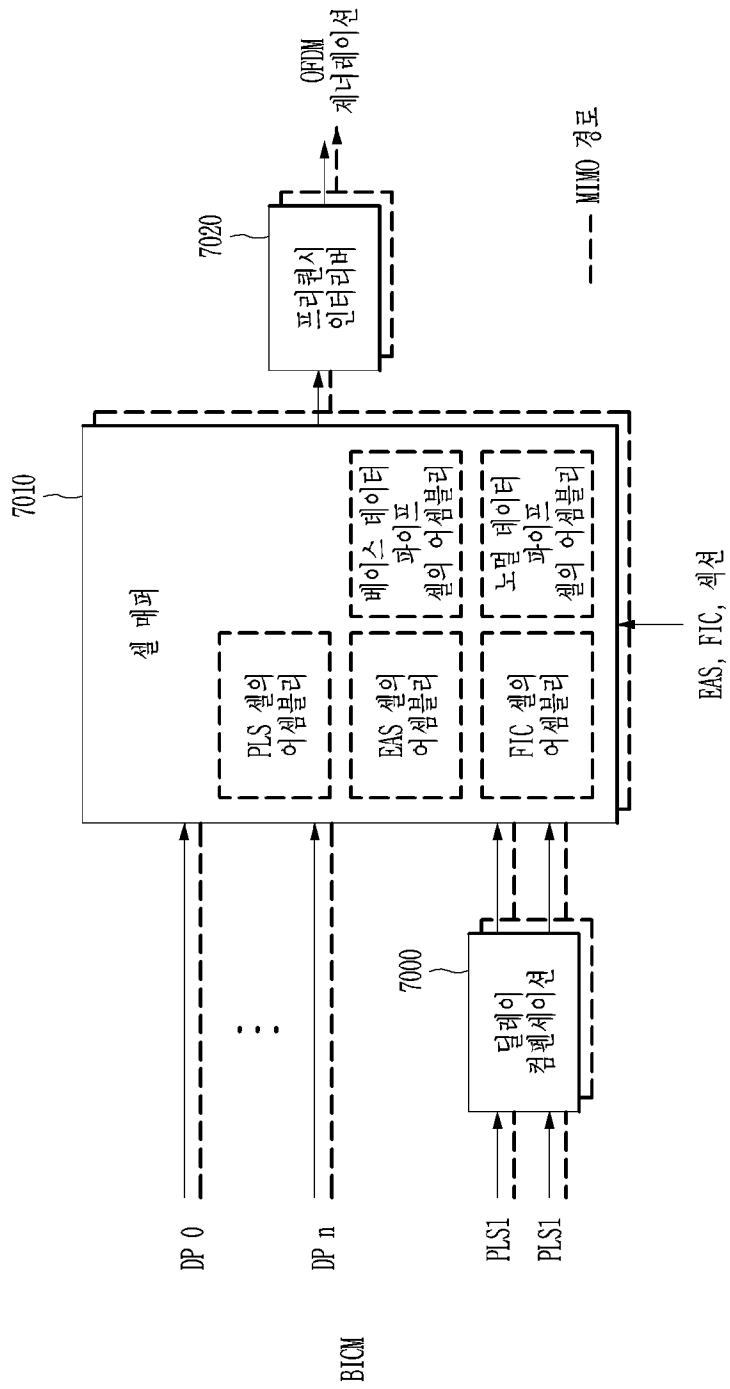 BICM
DP 0
DP n
PLS1
PLS1
7000
딜레이
컴펜세이션
7010
셀 매퍼
PLS 셀의
어셈블리
EAS 셀의
어셈블리
FIC 셀의
어셈블리
베이스 데이터
파이프
셀의 어셈블리
노멀 데이터
파이프
셀의 어셈블리
EAS, FIC, 섹션
7020
프리퀀시
인터리버
OFDM
제너레이션
MIMO 경로